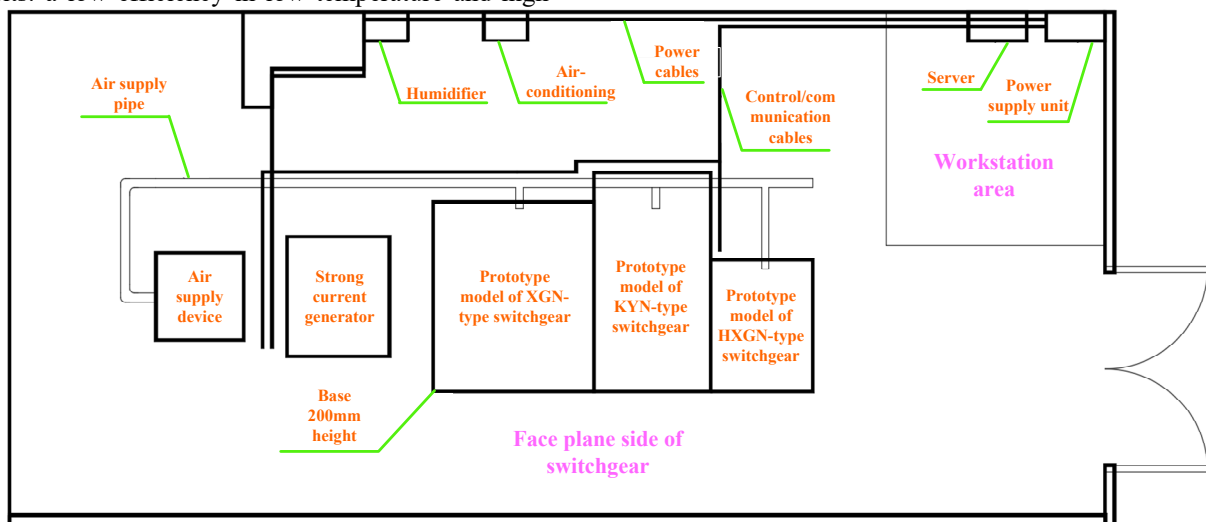 Power
cables
Air-
conditioning
Humidifier
Air supply
pipe
Control/com
munication
cables
Server
Power
supply unit
Workstation
area
Air
supply
device
Strong
current
generator
Prototype
model of XGN-
type switchgear
Prototype
model of
KYN-type
switchgear
Prototype
model of
HXGN-type
switchgear
Base
200mm
height
Face plane side of
switchgear